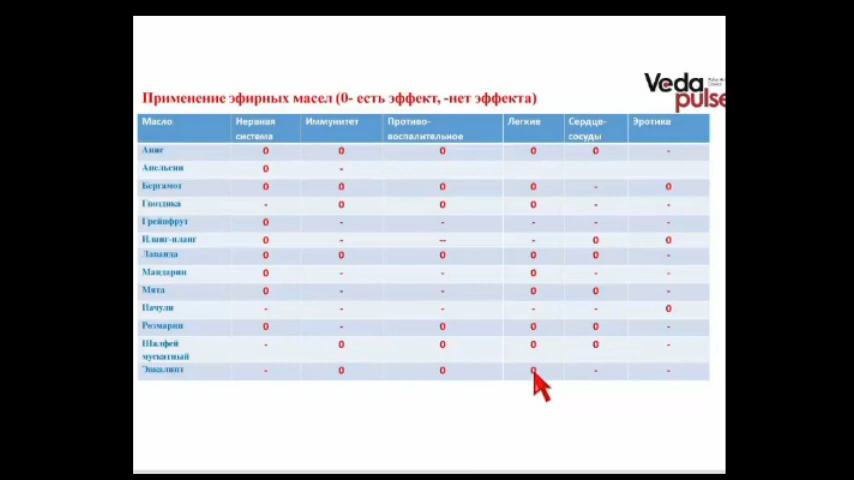 Veda
pulse
Применение эфирных масел (0- есть эффект, -нет эффекта)
Масло Нервная система Иммунитет Противо-воспалительное Легкие Сердце-сосуды Эротика
Анис 0 0 0 0 0 -
Апельсин 0 -
Бергамот 0 0 0 0 - 0
Гвоздика - 0 0 0 - -
Грейпфрут 0 - - - - -
Иланг-иланг 0 - -- - 0 0
Лаванда 0 0 0 0 0 -
Мандарин 0 - - 0 - -
Мята 0 - - 0 0 -
Пачули - - - - - 0
Розмарин 0 - 0 0 0 -
Шалфей мускатный - 0 0 0 0 -
Эвкалипт - 0 0 0 - -